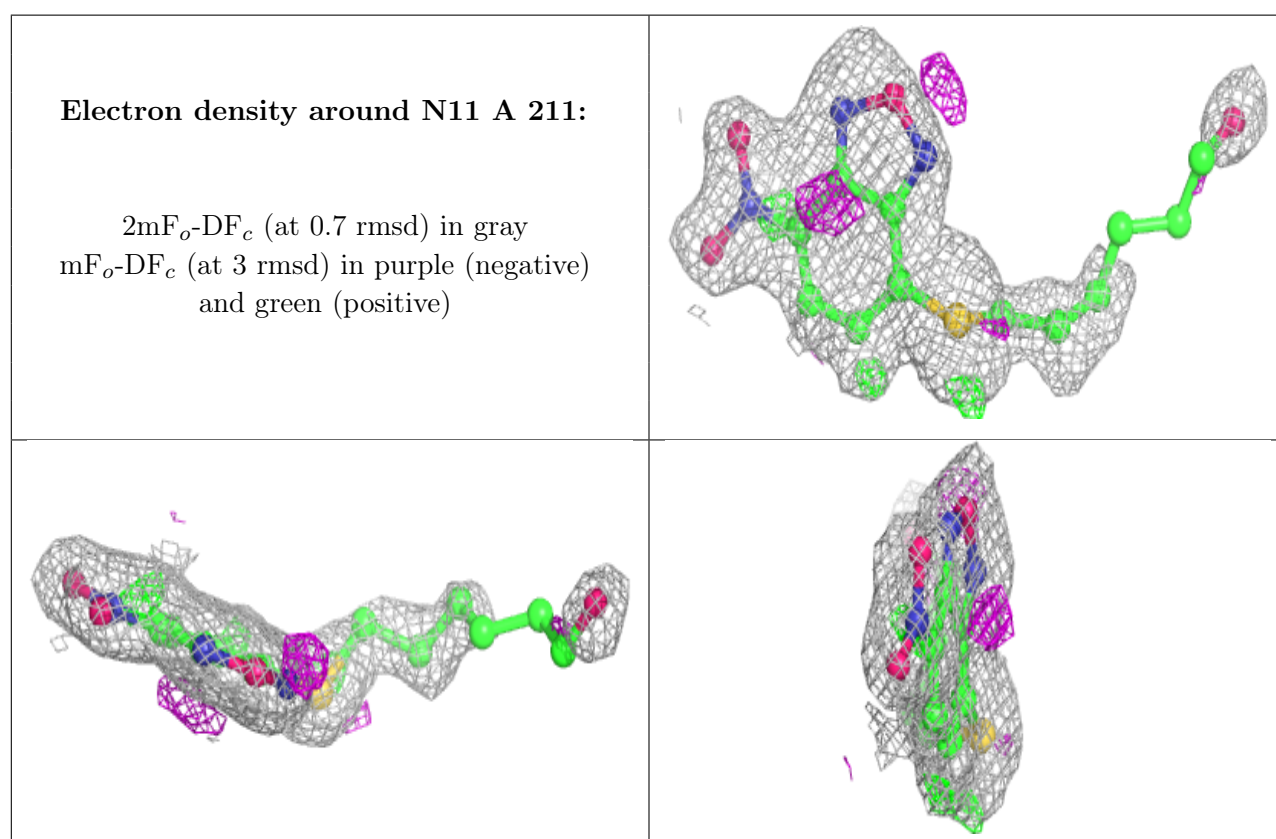 Electron density around N11 A 211:
2mFo-DFc (at 0.7 rmsd) in gray
mFo-DFc (at 3 rmsd) in purple (negative)
and green (positive)